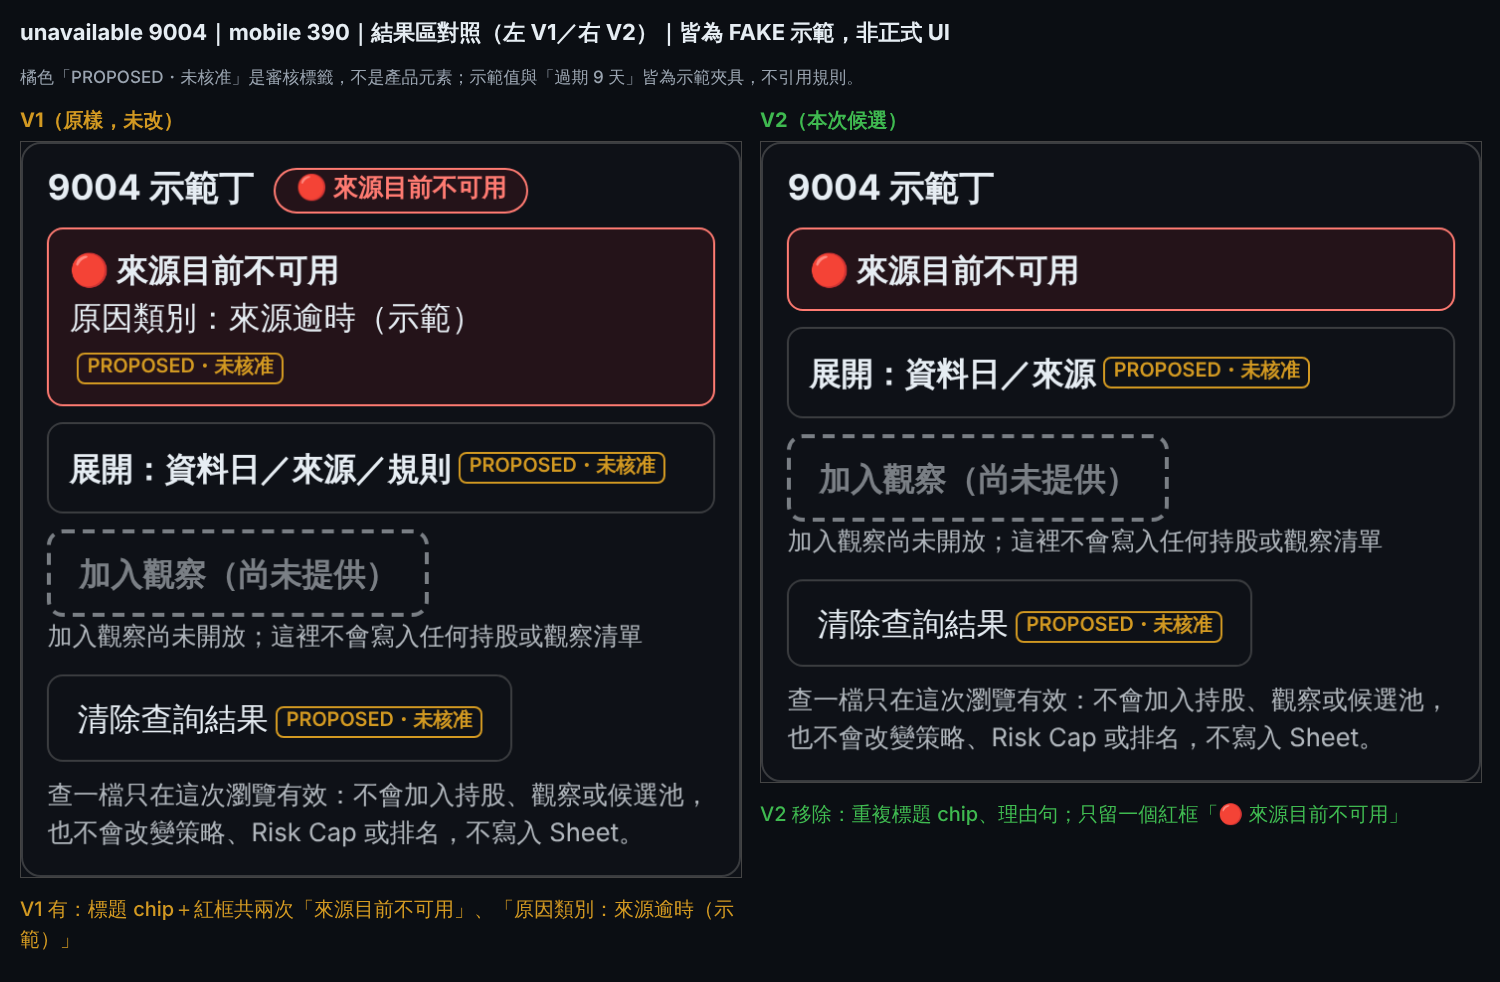 unavailable 9004｜mobile 390｜結果區對照（左 V1／右 V2）｜皆為 FAKE 示範，非正式 UI
橘色「PROPOSED・未核准」是審核標籤，不是產品元素；示範值與「過期 9 天」皆為示範夾具，不引用規則。
V1（原樣，未改）
9004 示範丁
🔴 來源目前不可用
🔴 來源目前不可用
原因類別：來源逾時（示範）
PROPOSED・未核准
展開：資料日／來源／規則 PROPOSED・未核准
加入觀察（尚未提供）
加入觀察尚未開放；這裡不會寫入任何持股或觀察清單
清除查詢結果 PROPOSED・未核准
查一檔只在這次瀏覽有效：不會加入持股、觀察或候選池，
也不會改變策略、Risk Cap 或排名，不寫入 Sheet。
V1 有：標題 chip＋紅框共兩次「來源目前不可用」、「原因類別：來源逾時（示
範）」
V2（本次候選）
9004 示範丁
🔴 來源目前不可用
展開：資料日／來源 PROPOSED・未核准
加入觀察（尚未提供）
加入觀察尚未開放；這裡不會寫入任何持股或觀察清單
清除查詢結果 PROPOSED・未核准
查一檔只在這次瀏覽有效：不會加入持股、觀察或候選池，
也不會改變策略、Risk Cap 或排名，不寫入 Sheet。
V2 移除：重複標題 chip、理由句；只留一個紅框「🔴 來源目前不可用」